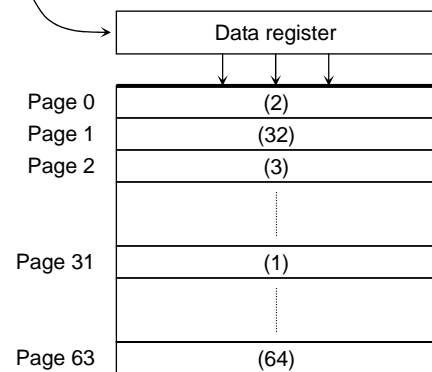 Data register
Page 0 (2)
Page 1 (32)
Page 2 (3)
Page 31 (1)
Page 63 (64)